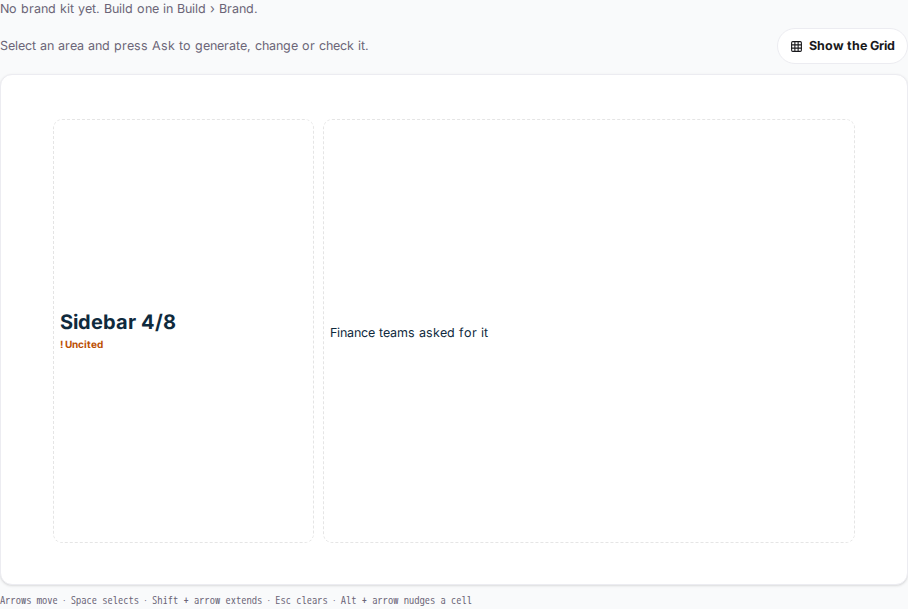 No brand kit yet. Build one in Build › Brand.
Select an area and press Ask to generate, change or check it.
Show the Grid
Sidebar 4/8
! Uncited
Finance teams asked for it
Arrows move · Space selects · Shift + arrow extends · Esc clears · Alt + arrow nudges a cell